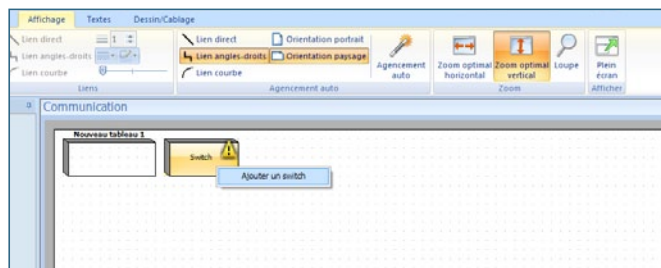 Affichage Textes Dessin/Cablage
Lien direct 1
Lien angles-droits
Lien courbe
Liens
Lien direct
Lien angles-droits
Lien courbe
Orientation portrait
Orientation paysage
Agencement
auto
Agencement auto
Zoom optimal
horizontal
Zoom optimal
vertical
Loupe
Zoom
Plein
écran
Afficher
Communication
Nouveau tableau 1
Switch
Ajouter un switch